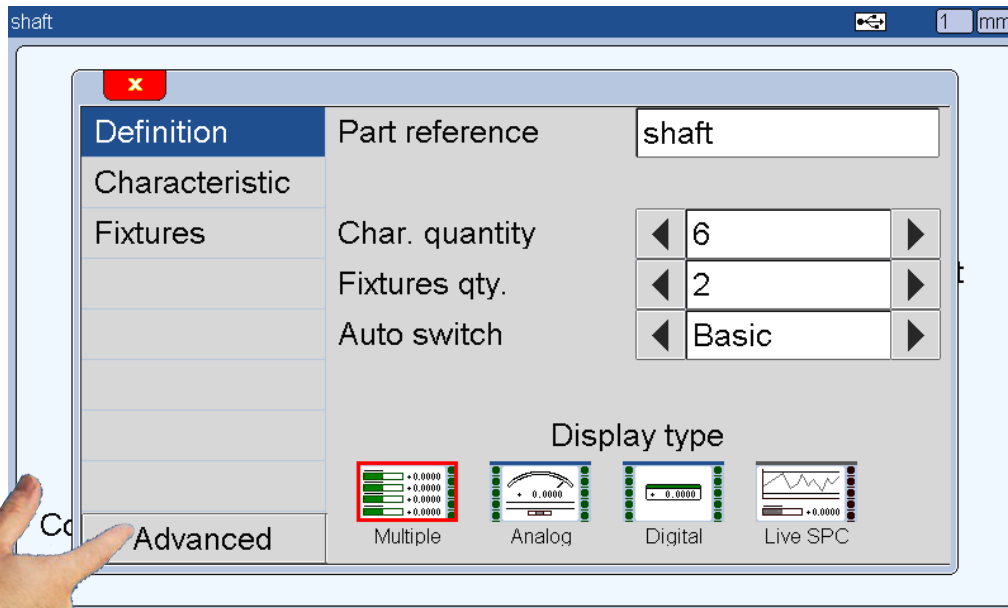 shaft
1 mm
x
Definition
Part reference shaft
Characteristic
Fixtures
Char. quantity 6
Fixtures qty. 2
Auto switch Basic
Display type
+0.0000
+0.0000
+0.0000
+0.0000
+ 0.0000
+ 0.0000
+0.0000
Multiple Analog Digital Live SPC
Advanced